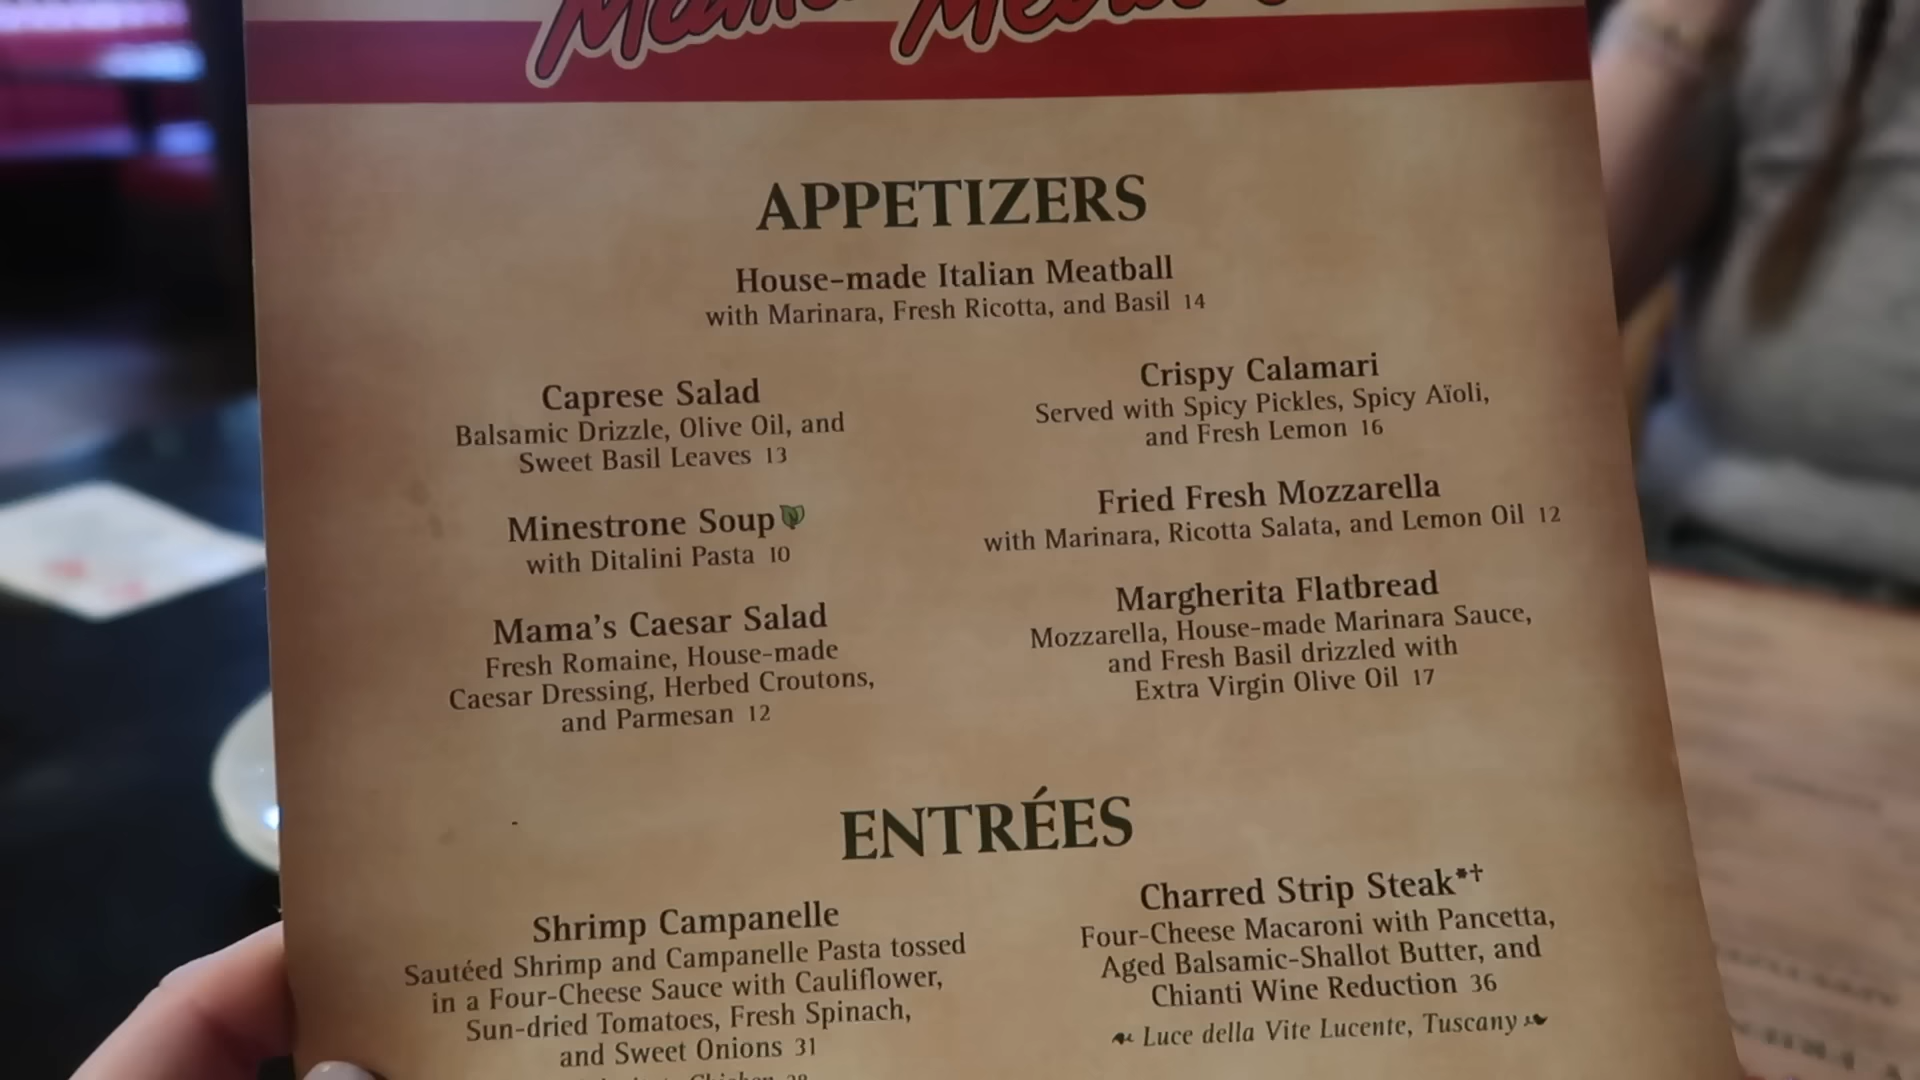 APPETIZERS
House-made Italian Meatball
with Marinara, Fresh Ricotta, and Basil 14
Caprese Salad
Balsamic Drizzle, Olive Oil, and
Sweet Basil Leaves 13
Minestrone Soup
with Ditalini Pasta 10
Mama's Caesar Salad
Fresh Romaine, House-made
Caesar Dressing, Herbed Croutons,
and Parmesan 12
Crispy Calamari
Served with Spicy Pickles, Spicy Aïoli,
and Fresh Lemon 16
Fried Fresh Mozzarella
with Marinara, Ricotta Salata, and Lemon Oil 12
Margherita Flatbread
Mozzarella, House-made Marinara Sauce,
and Fresh Basil drizzled with
Extra Virgin Olive Oil 17
ENTRÉES
Shrimp Campanelle
Sautéed Shrimp and Campanelle Pasta tossed
in a Four-Cheese Sauce with Cauliflower,
Sun-dried Tomatoes, Fresh Spinach,
and Sweet Onions 31
Charred Strip Steak*†
Four-Cheese Macaroni with Pancetta,
Aged Balsamic-Shallot Butter, and
Chianti Wine Reduction 36
Luce della Vite Lucente, Tuscany